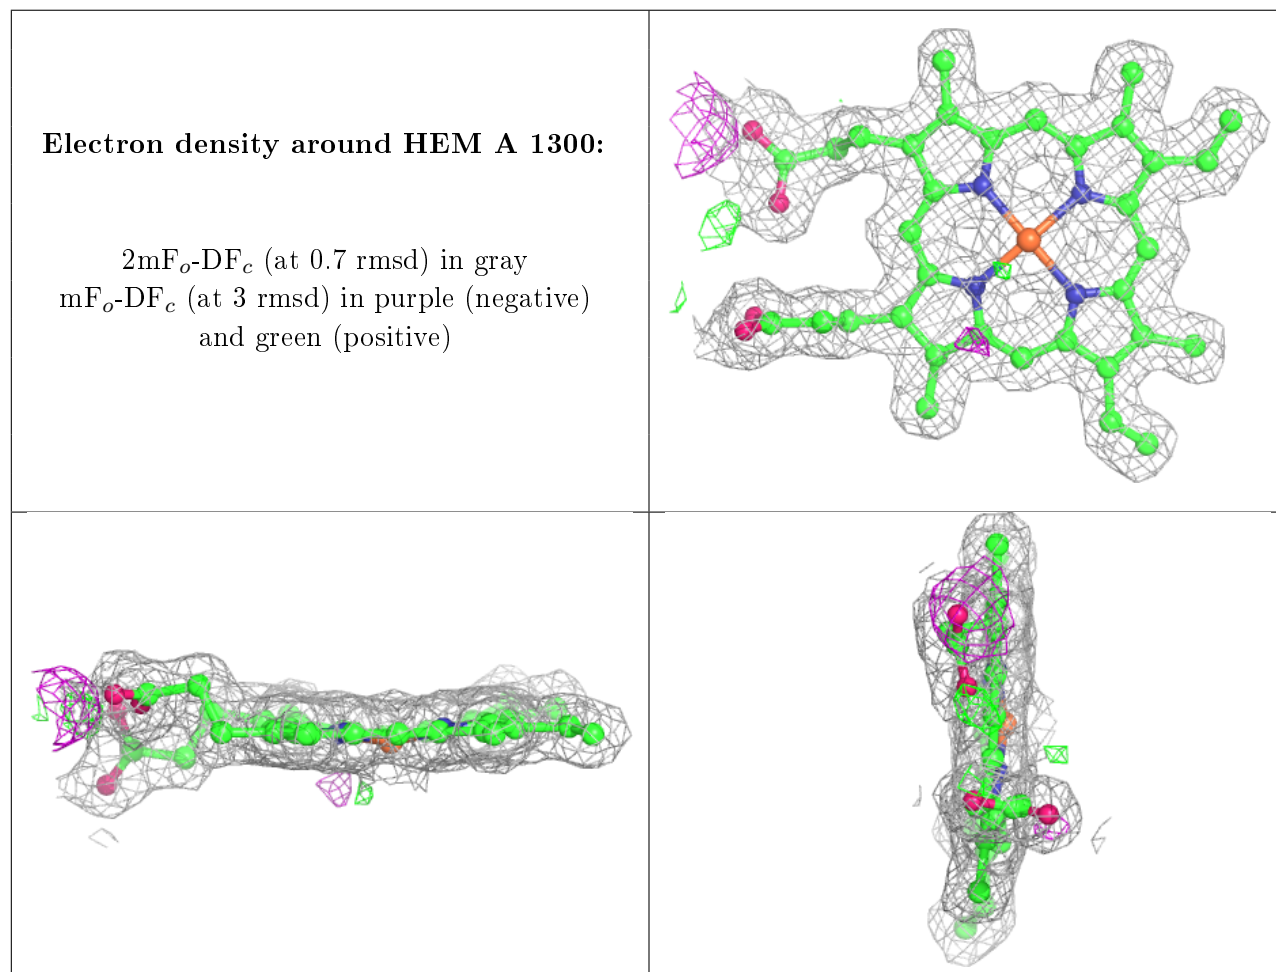 Electron density around HEM A 1300:
2mFₒ-DF𝒸 (at 0.7 rmsd) in gray
mFₒ-DF𝒸 (at 3 rmsd) in purple (negative)
and green (positive)